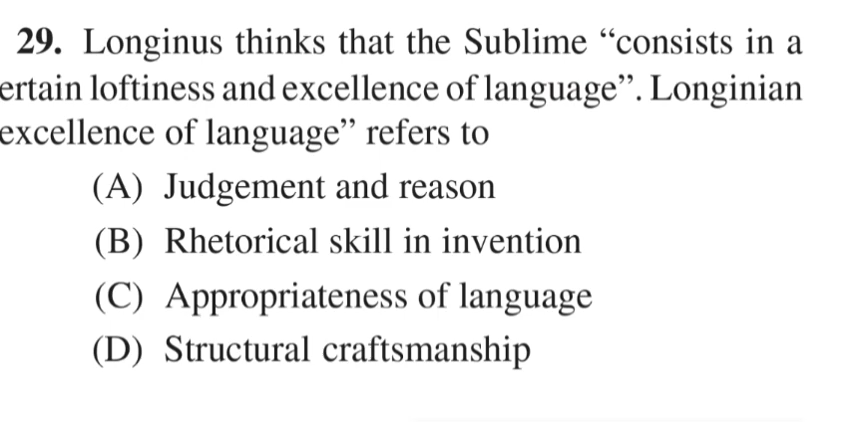 29. Longinus thinks that the Sublime “consists in a
ertain loftiness and excellence of language”. Longinian
excellence of language” refers to
(A) Judgement and reason
(B) Rhetorical skill in invention
(C) Appropriateness of language
(D) Structural craftsmanship